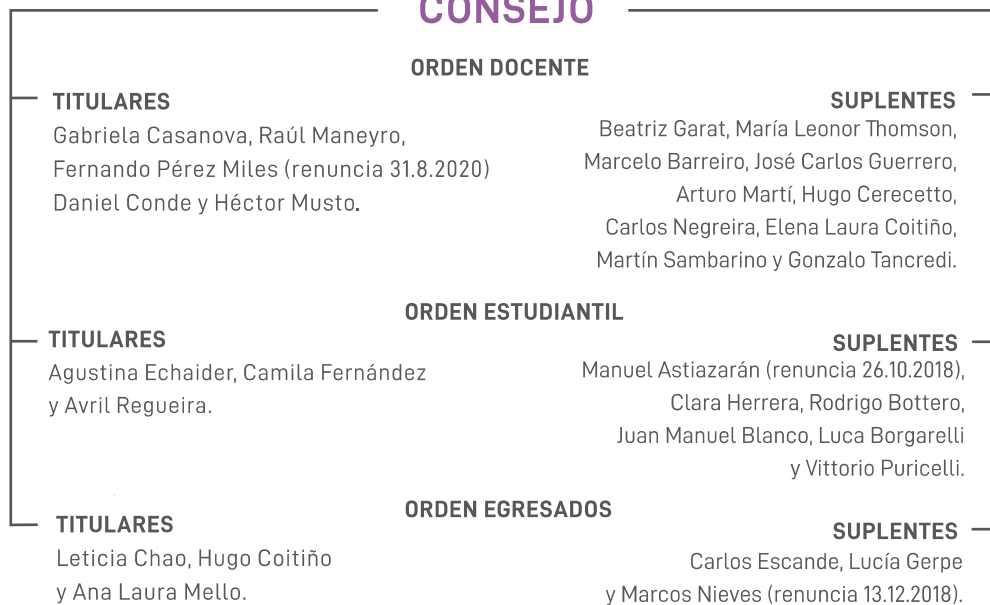 CONSEJO
ORDEN DOCENTE
TITULARES
Gabriela Casanova, Raúl Maneyro,
Fernando Pérez Miles (renuncia 31.8.2020)
Daniel Conde y Héctor Musto.
SUPLENTES
Beatriz Garat, María Leonor Thomson,
Marcelo Barreiro, José Carlos Guerrero,
Arturo Martí, Hugo Cerecetto,
Carlos Negreira, Elena Laura Coitiño,
Martín Sambarino y Gonzalo Tancredi.
ORDEN ESTUDIANTIL
TITULARES
Agustina Echaider, Camila Fernández
y Avril Regueira.
SUPLENTES
Manuel Astiazarán (renuncia 26.10.2018),
Clara Herrera, Rodrigo Bottero,
Juan Manuel Blanco, Luca Borgarelli
y Vittorio Puricelli.
ORDEN EGRESADOS
TITULARES
Leticia Chao, Hugo Coitiño
y Ana Laura Mello.
SUPLENTES
Carlos Escande, Lucía Gerpe
y Marcos Nieves (renuncia 13.12.2018).